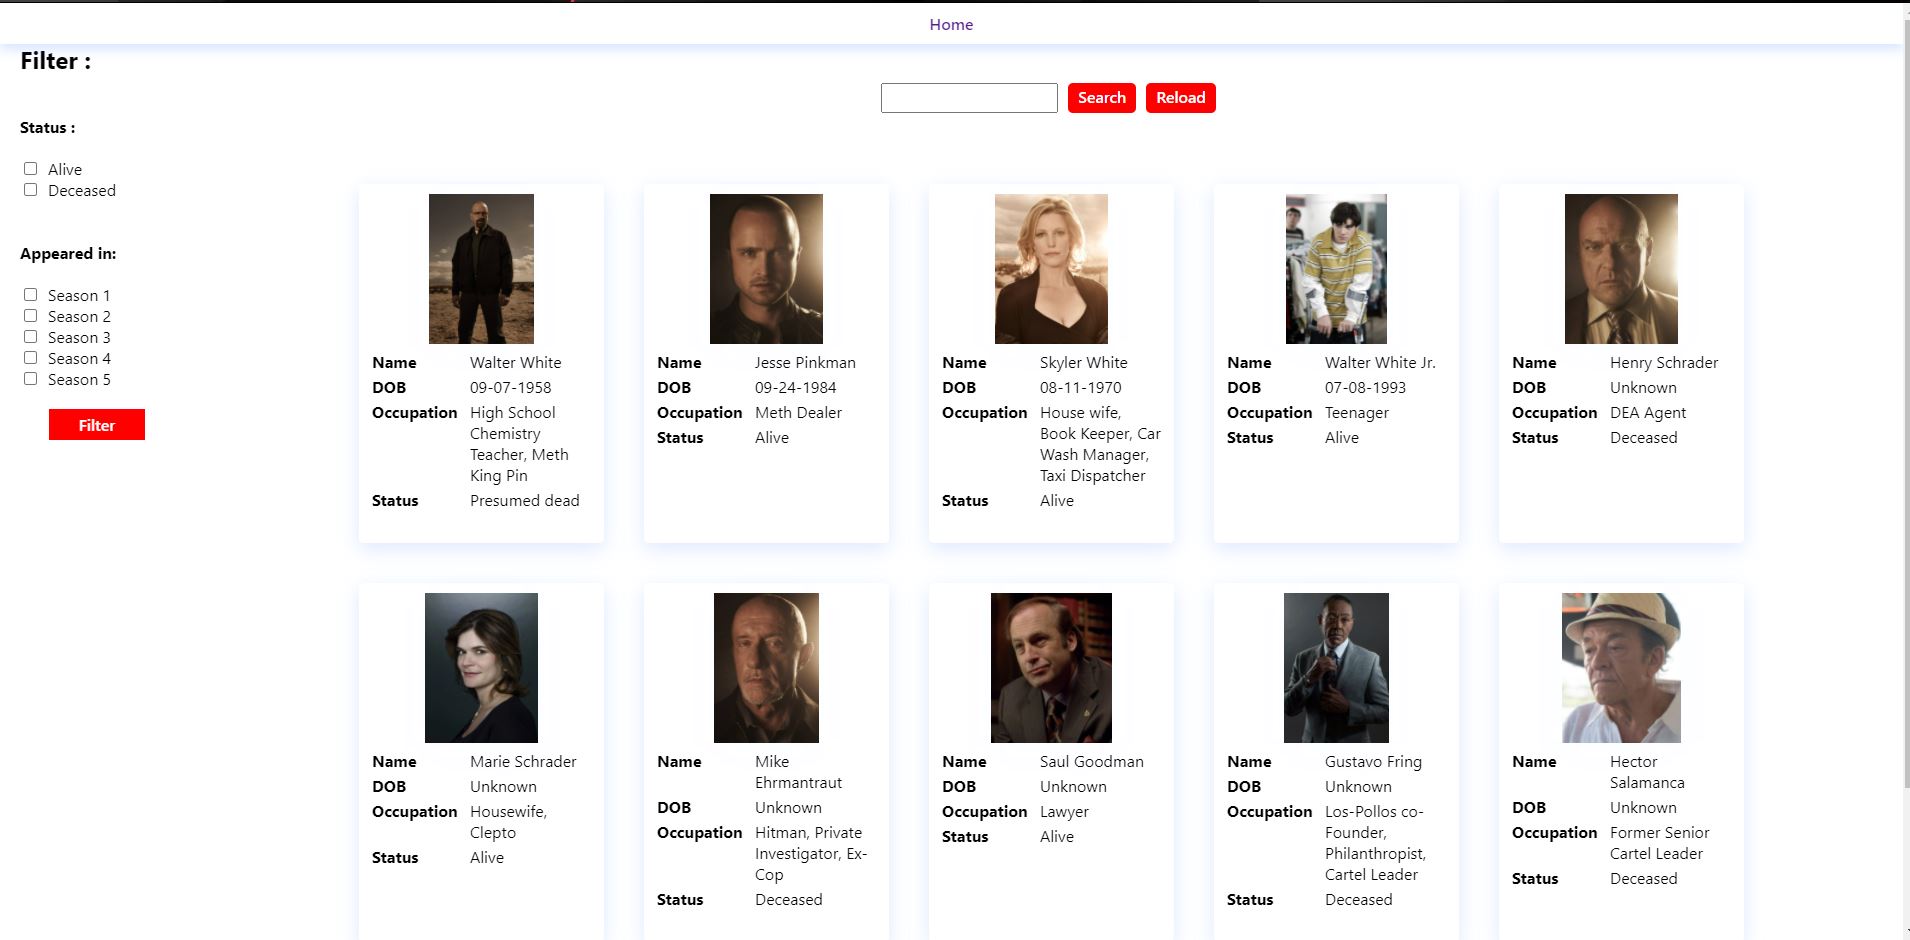 Home
Filter :
Search
Reload
Status :
Alive
Deceased
Appeared in:
Season 1
Season 2
Season 3
Season 4
Season 5
Filter
Name Walter White
DOB 09-07-1958
Occupation High School
Chemistry
Teacher, Meth
King Pin
Status Presumed dead
Name Jesse Pinkman
DOB 09-24-1984
Occupation Meth Dealer
Status Alive
Name Skyler White
DOB 08-11-1970
Occupation House wife,
Book Keeper, Car
Wash Manager,
Taxi Dispatcher
Status Alive
Name Walter White Jr.
DOB 07-08-1993
Occupation Teenager
Status Alive
Name Henry Schrader
DOB Unknown
Occupation DEA Agent
Status Deceased
Name Marie Schrader
DOB Unknown
Occupation Housewife,
Clepto
Status Alive
Name Mike
Ehrmantraut
DOB Unknown
Occupation Hitman, Private
Investigator, Ex-
Cop
Status Deceased
Name Saul Goodman
DOB Unknown
Occupation Lawyer
Status Alive
Name Gustavo Fring
DOB Unknown
Occupation Los-Pollos co-
Founder,
Philanthropist,
Cartel Leader
Status Deceased
Name Hector
Salamanca
DOB Unknown
Occupation Former Senior
Cartel Leader
Status Deceased